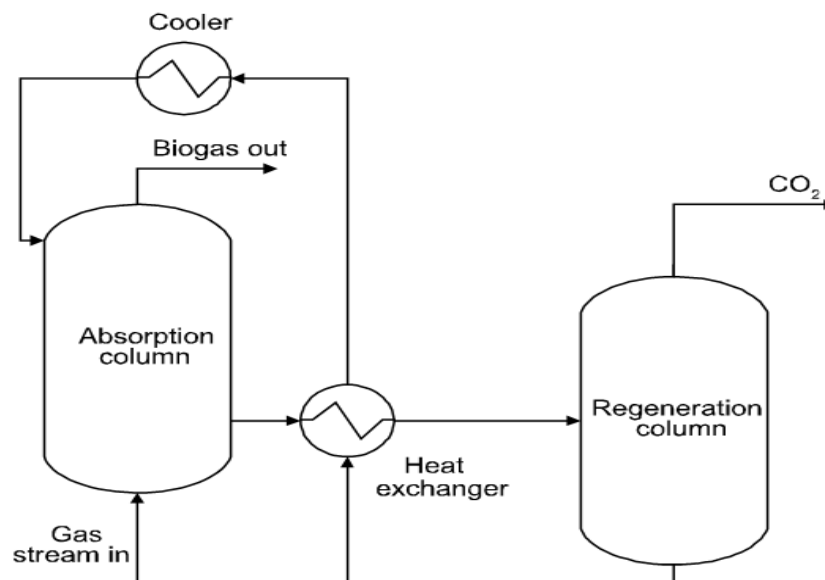 Cooler
Biogas out
CO₂
Absorption
column
Regeneration
column
Heat
exchanger
Gas
stream in